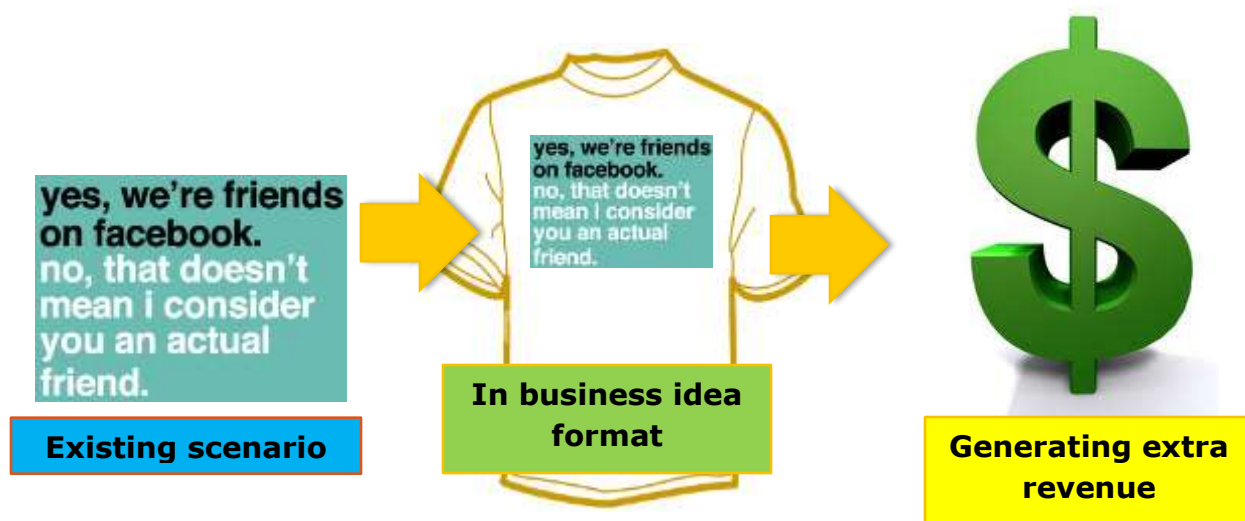 yes, we're friends
on facebook.
no, that doesn't
mean i consider
you an actual
friend.
Existing scenario
yes, we're friends
on facebook.
no, that doesn't
mean i consider
you an actual
friend.
In business idea
format
Generating extra
revenue